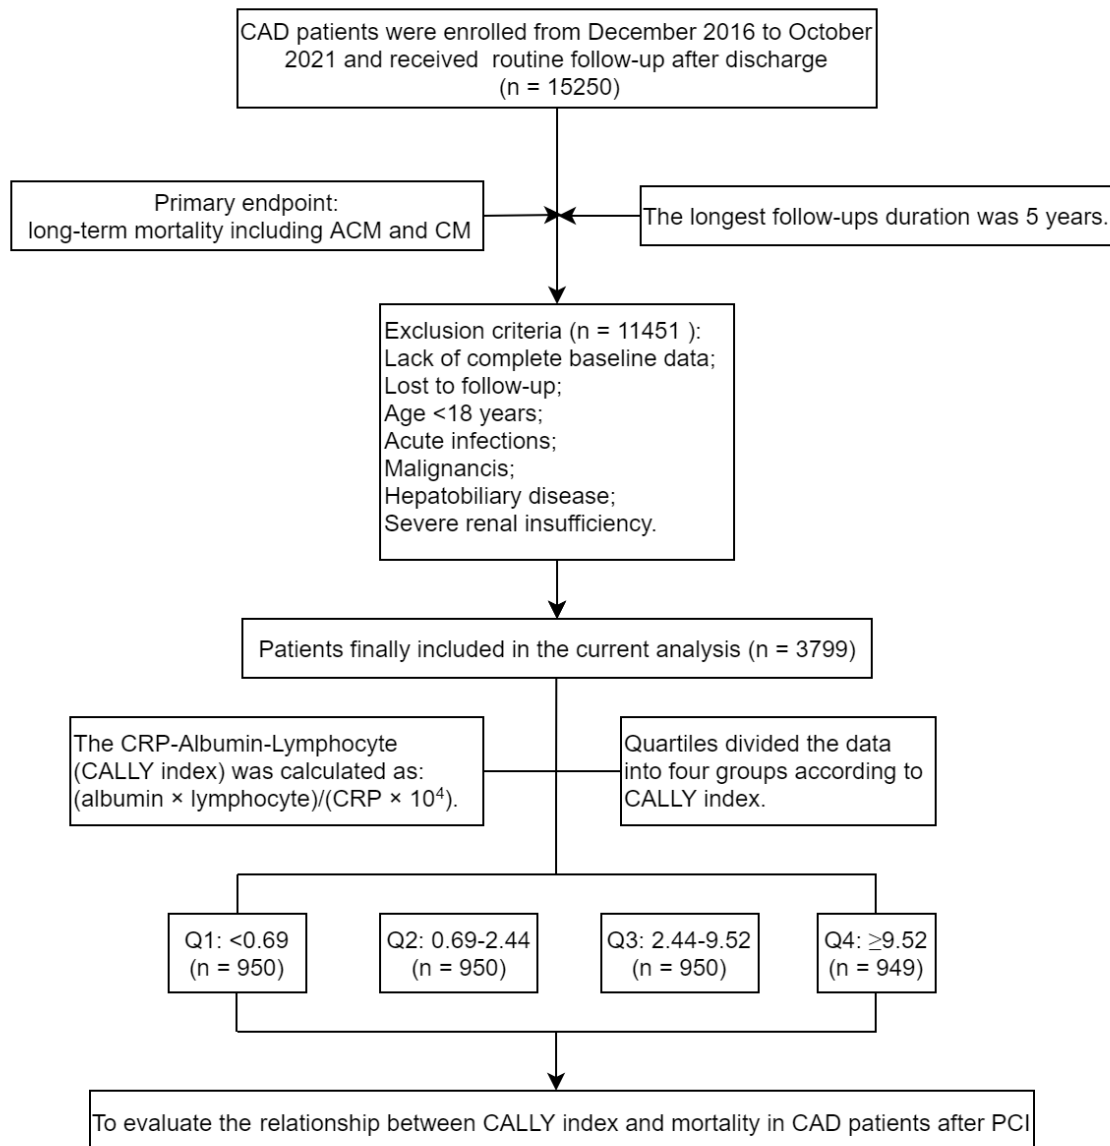 CAD patients were enrolled from December 2016 to October
2021 and received routine follow-up after discharge
(n = 15250)
Primary endpoint:
long-term mortality including ACM and CM
The longest follow-ups duration was 5 years.
Exclusion criteria (n = 11451 ):
Lack of complete baseline data;
Lost to follow-up;
Age <18 years;
Acute infections;
Malignancis;
Hepatobiliary disease;
Severe renal insufficiency.
Patients finally included in the current analysis (n = 3799)
The CRP-Albumin-Lymphocyte
(CALLY index) was calculated as:
(albumin × lymphocyte)/(CRP × 10⁴).
Quartiles divided the data
into four groups according to
CALLY index.
Q1: <0.69
(n = 950)
Q2: 0.69-2.44
(n = 950)
Q3: 2.44-9.52
(n = 950)
Q4: ≥9.52
(n = 949)
To evaluate the relationship between CALLY index and mortality in CAD patients after PCI